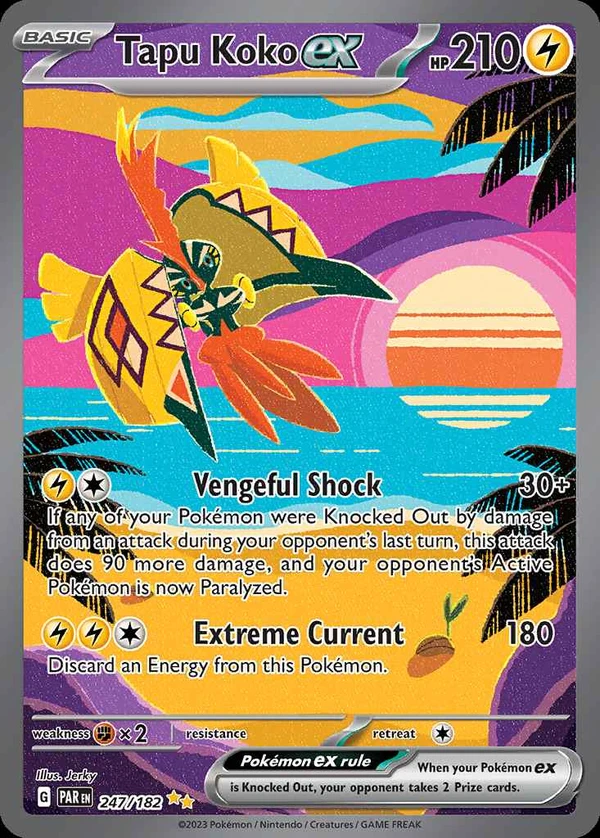 BASIC
Tapu Koko ex HP 210
Vengeful Shock 30+
If any of your Pokémon were Knocked Out by damage
from an attack during your opponent's last turn, this attack
does 90 more damage, and your opponent's Active
Pokémon is now Paralyzed.
Extreme Current 180
Discard an Energy from this Pokémon.
weakness ×2 resistance retreat
Pokémon ex rule When your Pokémon ex
is Knocked Out, your opponent takes 2 Prize cards.
Illus. Jerky
G PAR EN 247/182
©2023 Pokémon / Nintendo / Creatures / GAME FREAK